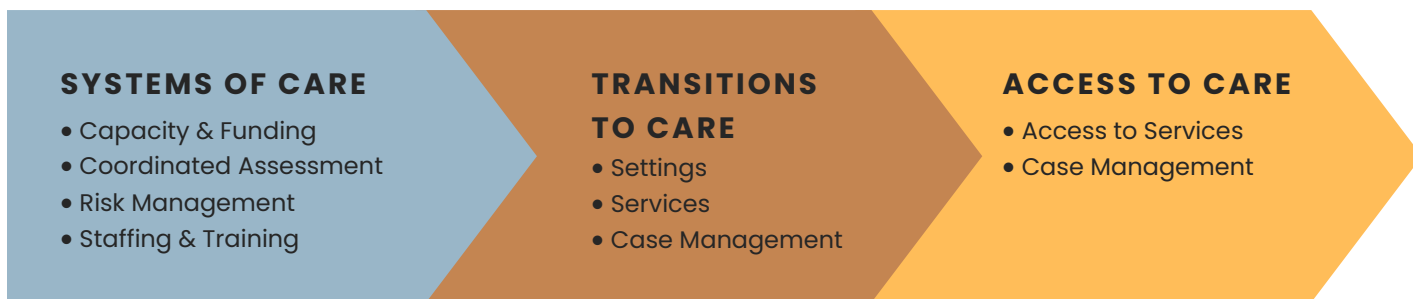 SYSTEMS OF CARE
• Capacity & Funding
• Coordinated Assessment
• Risk Management
• Staffing & Training
TRANSITIONS
TO CARE
• Settings
• Services
• Case Management
ACCESS TO CARE
• Access to Services
• Case Management